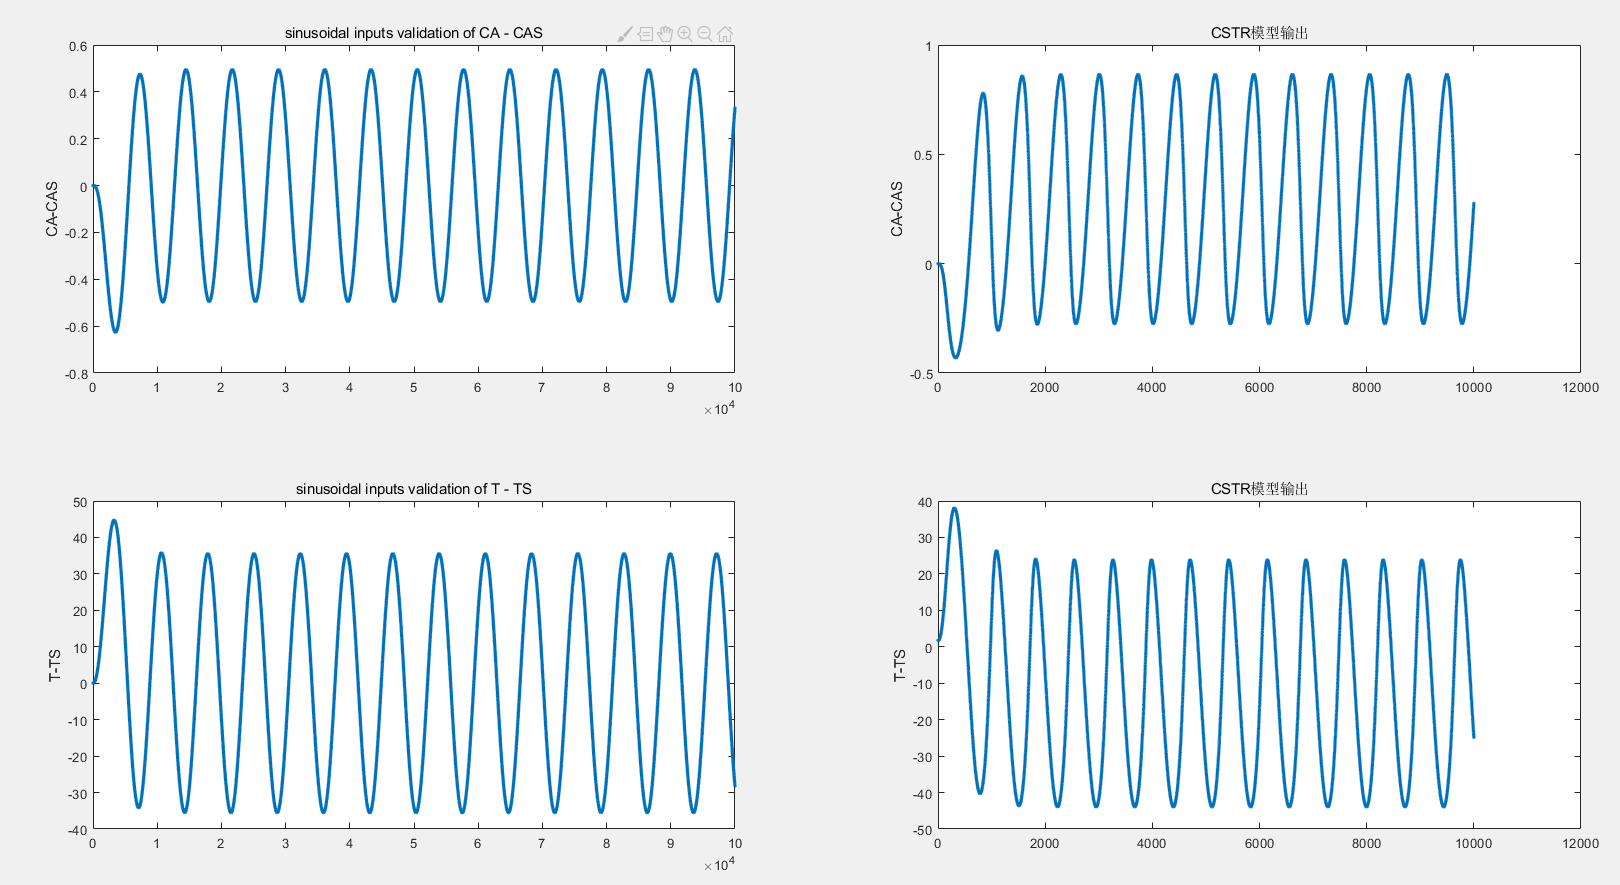 sinusoidal inputs validation of CA - CAS
0.6
0.4
0.2
0
-0.2
-0.4
-0.6
-0.8
CA-CAS
0 1 2 3 4 5 6 7 8 9 10
×10⁴
CSTR模型输出
1
0.5
0
-0.5
CA-CAS
0 2000 4000 6000 8000 10000 12000
sinusoidal inputs validation of T - TS
50
40
30
20
10
0
-10
-20
-30
-40
T-TS
0 1 2 3 4 5 6 7 8 9 10
×10⁴
CSTR模型输出
40
30
20
10
0
-10
-20
-30
-40
-50
T-TS
0 2000 4000 6000 8000 10000 12000